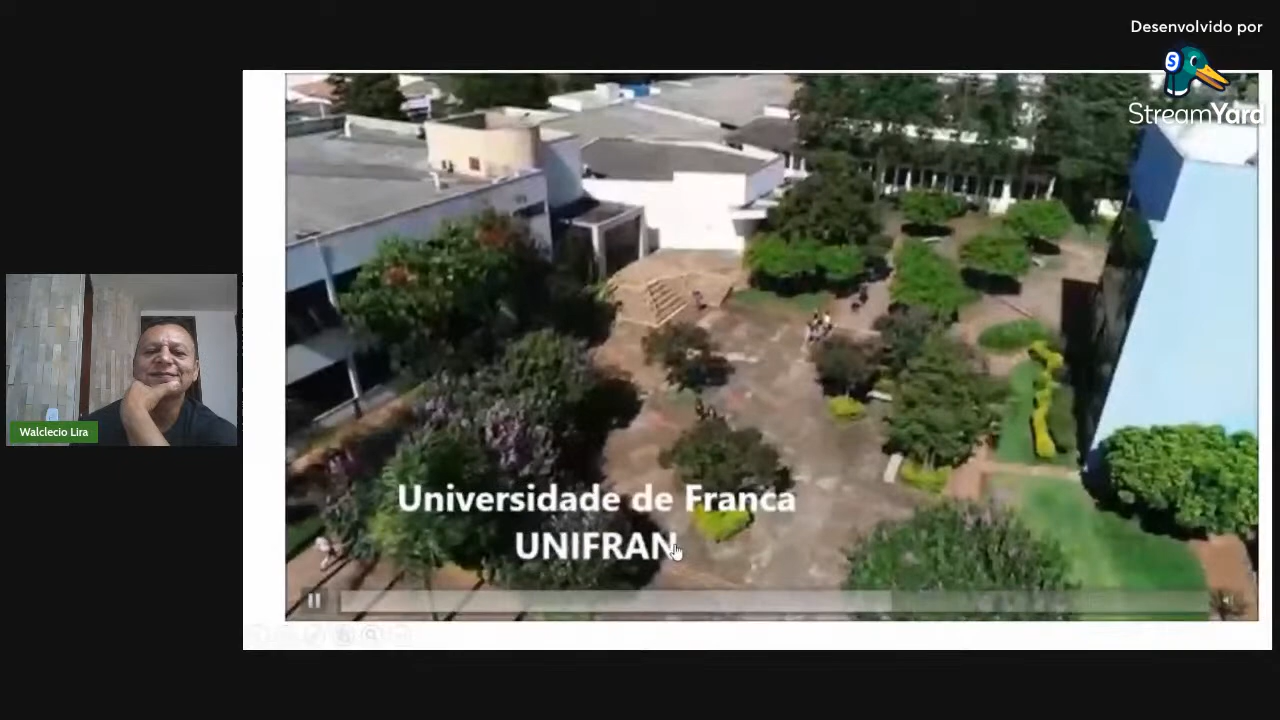 Desenvolvido por
StreamYard
Universidade de Franca
UNIFRAN
Walclecio Lira